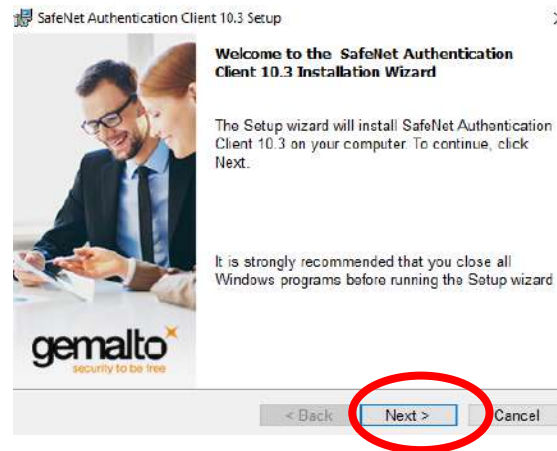 SafeNet Authentication Client 10.3 Setup
Welcome to the SafeNet Authentication
Client 10.3 Installation Wizard
The Setup wizard will install SafeNet Authentication
Client 10.3 on your computer. To continue, click
Next.
It is strongly recommended that you close all
Windows programs before running the Setup wizard
gemalto
security to be free
< Back Next > Cancel